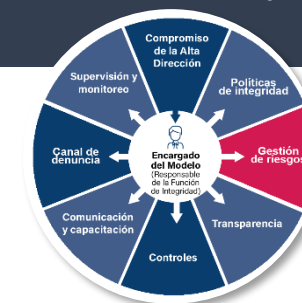 Compromiso
de la Alta
Dirección
Políticas
de integridad
Gestión
de riesgos
Transparencia
Controles
Comunicación
y capacitación
Canal de
denuncia
Supervisión y
monitoreo
Encargado
del Modelo
(Responsable
de la Función
de Integridad)